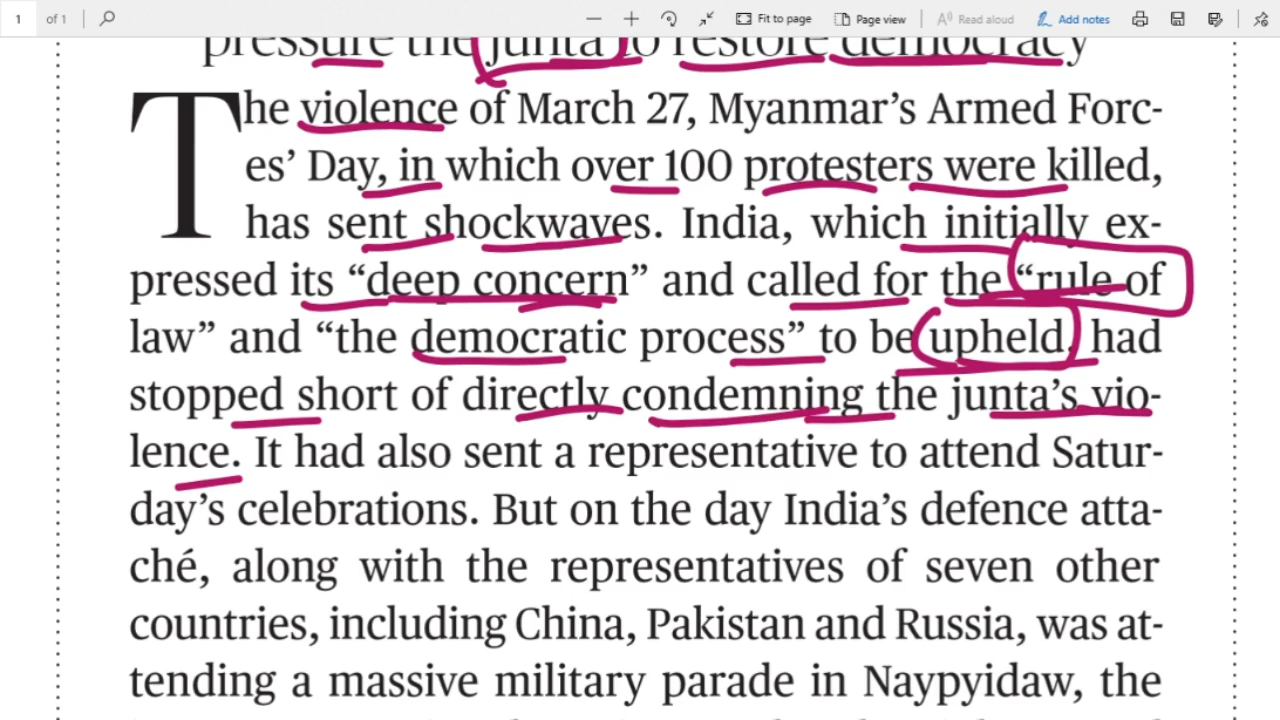 1 of 1 Fit to page Page view Read aloud Add notes
pressure the junta to restore democracy
The violence of March 27, Myanmar's Armed Forc-
es' Day, in which over 100 protesters were killed,
has sent shockwaves. India, which initially ex-
pressed its “deep concern” and called for the “rule of
law” and “the democratic process” to be upheld, had
stopped short of directly condemning the junta's vio-
lence. It had also sent a representative to attend Satur-
day's celebrations. But on the day India's defence atta-
ché, along with the representatives of seven other
countries, including China, Pakistan and Russia, was at-
tending a massive military parade in Naypyidaw, the